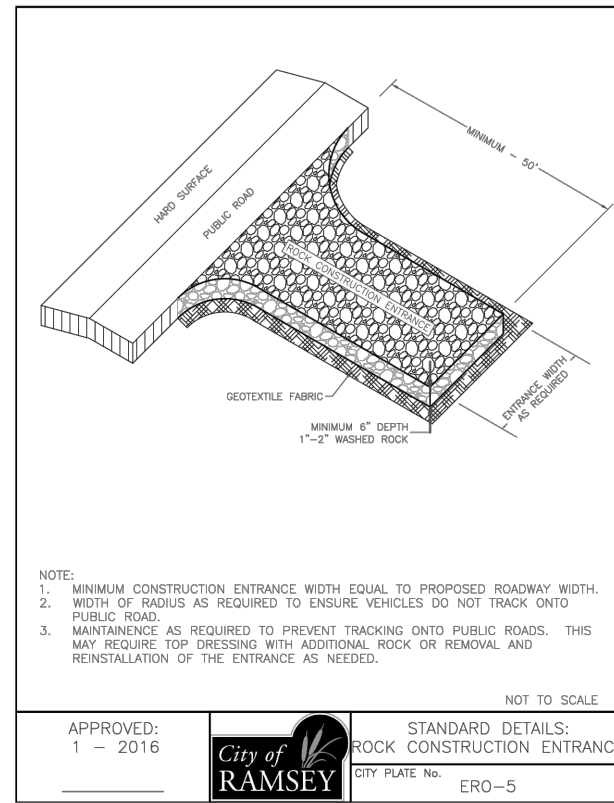 MINIMUM - 50'
HARD SURFACE
PUBLIC ROAD
ROCK CONSTRUCTION ENTRANCE
GEOTEXTILE FABRIC
ENTRANCE WIDTH
AS REQUIRED
MINIMUM 6" DEPTH
1"-2" WASHED ROCK
NOTE:
1. MINIMUM CONSTRUCTION ENTRANCE WIDTH EQUAL TO PROPOSED ROADWAY WIDTH.
2. WIDTH OF RADIUS AS REQUIRED TO ENSURE VEHICLES DO NOT TRACK ONTO
PUBLIC ROAD.
3. MAINTAINENCE AS REQUIRED TO PREVENT TRACKING ONTO PUBLIC ROADS. THIS
MAY REQUIRE TOP DRESSING WITH ADDITIONAL ROCK OR REMOVAL AND
REINSTALLATION OF THE ENTRANCE AS NEEDED.
NOT TO SCALE
APPROVED:
1 - 2016
City of
RAMSEY
STANDARD DETAILS:
ROCK CONSTRUCTION ENTRANC
CITY PLATE No.
ERO-5